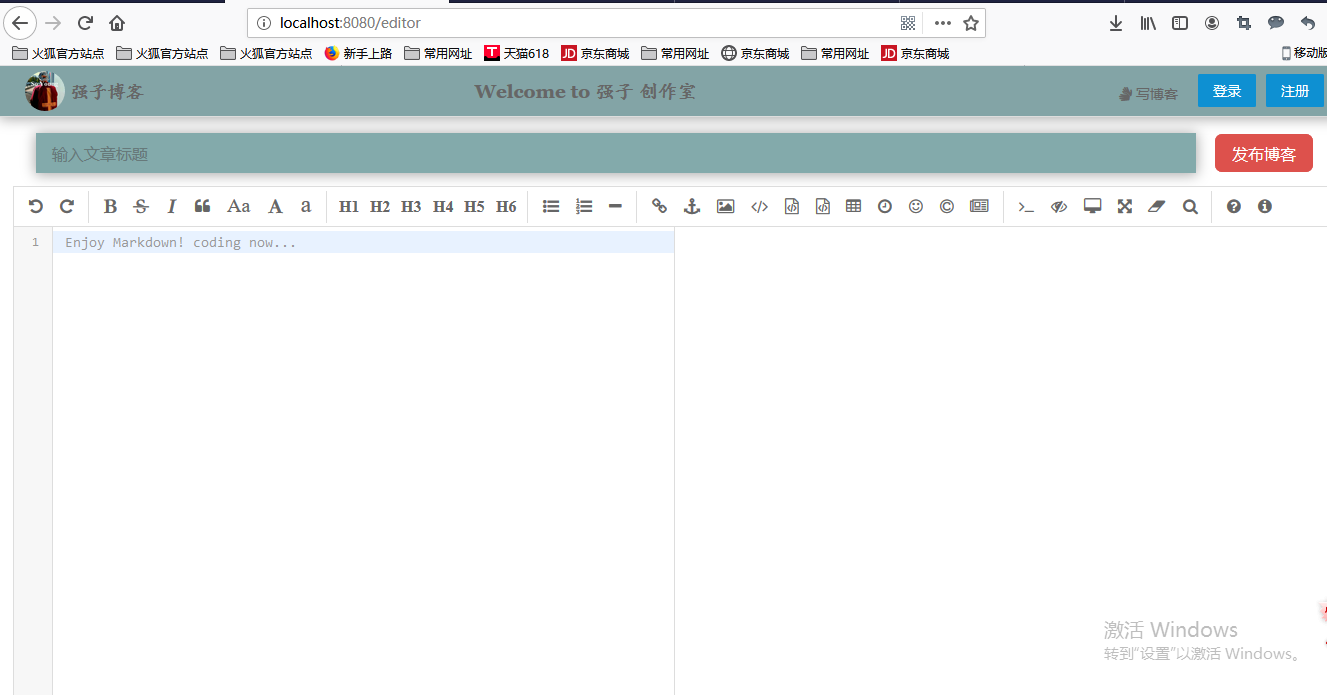 localhost:8080/editor
火狐官方站点 火狐官方站点 火狐官方站点 新手上路 常用网址 T 天猫618 JD 京东商城 常用网址 京东商城 常用网址 JD 京东商城 移动版
强子博客 Welcome to 强子 创作室 写博客 登录 注册
输入文章标题 发布博客
B S I Aa A a H1 H2 H3 H4 H5 H6
1 Enjoy Markdown! coding now...
激活 Windows
转到“设置”以激活 Windows。